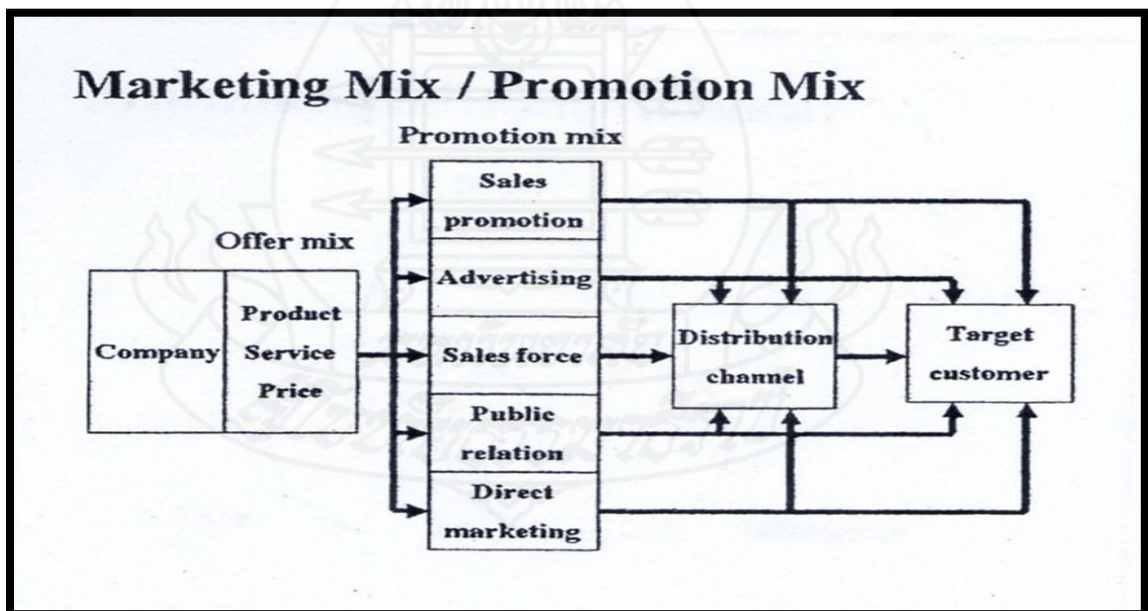 Marketing Mix / Promotion Mix
Promotion mix
Offer mix
Company
Product
Service
Price
Sales
promotion
Advertising
Sales force
Public
relation
Direct
marketing
Distribution
channel
Target
customer